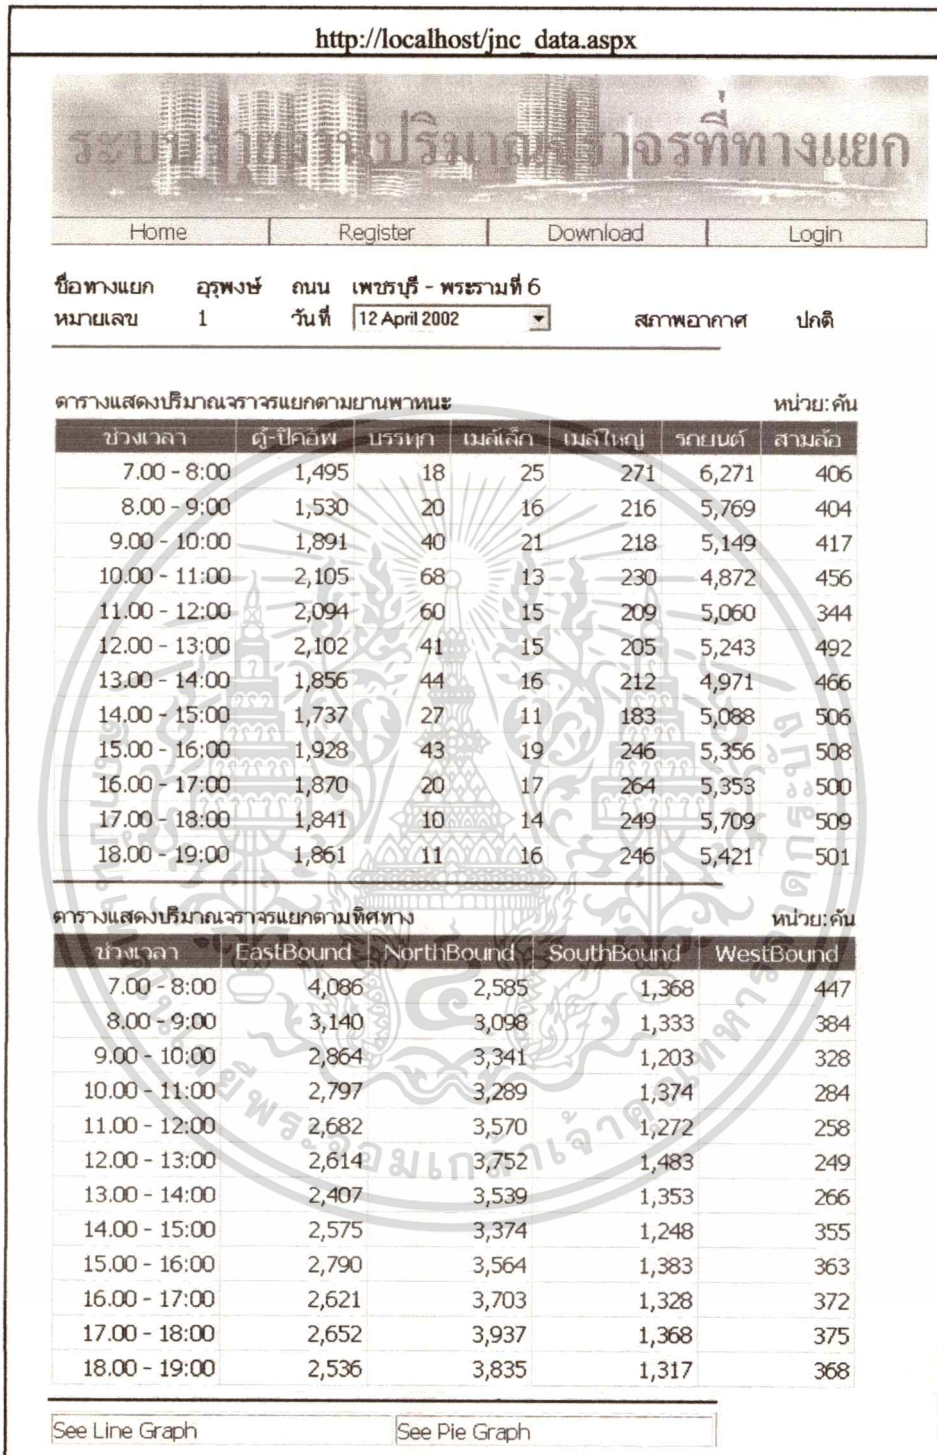 http://localhost/jnc_data.aspx
ระบบรายงานปริมาณจราจรที่ทางแยก
Home Register Download Login
ชื่อทางแยก อุรุพงษ์ ถนน เพชรบุรี - พระรามที่ 6
หมายเลข 1 วันที่ 12 April 2002 สภาพอากาศ ปกติ
ตารางแสดงปริมาณจราจรแยกตามยานพาหนะ หน่วย:คัน
ช่วงเวลา ตู้-ปิคอัพ บรรทุก เมล์เล็ก เมล์ใหญ่ รถยนต์ สามล้อ
7.00 - 8:00 1,495 18 25 271 6,271 406
8.00 - 9:00 1,530 20 16 216 5,769 404
9.00 - 10:00 1,891 40 21 218 5,149 417
10.00 - 11:00 2,105 68 13 230 4,872 456
11.00 - 12:00 2,094 60 15 209 5,060 344
12.00 - 13:00 2,102 41 15 205 5,243 492
13.00 - 14:00 1,856 44 16 212 4,971 466
14.00 - 15:00 1,737 27 11 183 5,088 506
15.00 - 16:00 1,928 43 19 246 5,356 508
16.00 - 17:00 1,870 20 17 264 5,353 500
17.00 - 18:00 1,841 10 14 249 5,709 509
18.00 - 19:00 1,861 11 16 246 5,421 501
ตารางแสดงปริมาณจราจรแยกตามทิศทาง หน่วย:คัน
ช่วงเวลา EastBound NorthBound SouthBound WestBound
7.00 - 8:00 4,086 2,585 1,368 447
8.00 - 9:00 3,140 3,098 1,333 384
9.00 - 10:00 2,864 3,341 1,203 328
10.00 - 11:00 2,797 3,289 1,374 284
11.00 - 12:00 2,682 3,570 1,272 258
12.00 - 13:00 2,614 3,752 1,483 249
13.00 - 14:00 2,407 3,539 1,353 266
14.00 - 15:00 2,575 3,374 1,248 355
15.00 - 16:00 2,790 3,564 1,383 363
16.00 - 17:00 2,621 3,703 1,328 372
17.00 - 18:00 2,652 3,937 1,368 375
18.00 - 19:00 2,536 3,835 1,317 368
See Line Graph See Pie Graph